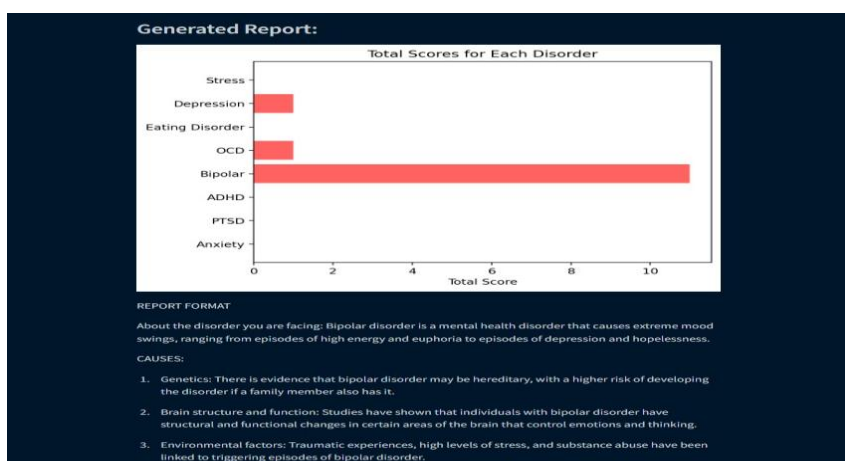 Generated Report:
Total Scores for Each Disorder
Stress
Depression
Eating Disorder
OCD
Bipolar
ADHD
PTSD
Anxiety
0 2 4 6 8 10
Total Score
REPORT FORMAT
About the disorder you are facing: Bipolar disorder is a mental health disorder that causes extreme mood
swings, ranging from episodes of high energy and euphoria to episodes of depression and hopelessness.
CAUSES:
1. Genetics: There is evidence that bipolar disorder may be hereditary, with a higher risk of developing
the disorder if a family member also has it.
2. Brain structure and function: Studies have shown that individuals with bipolar disorder have
structural and functional changes in certain areas of the brain that control emotions and thinking.
3. Environmental factors: Traumatic experiences, high levels of stress, and substance abuse have been
linked to triggering episodes of bipolar disorder.